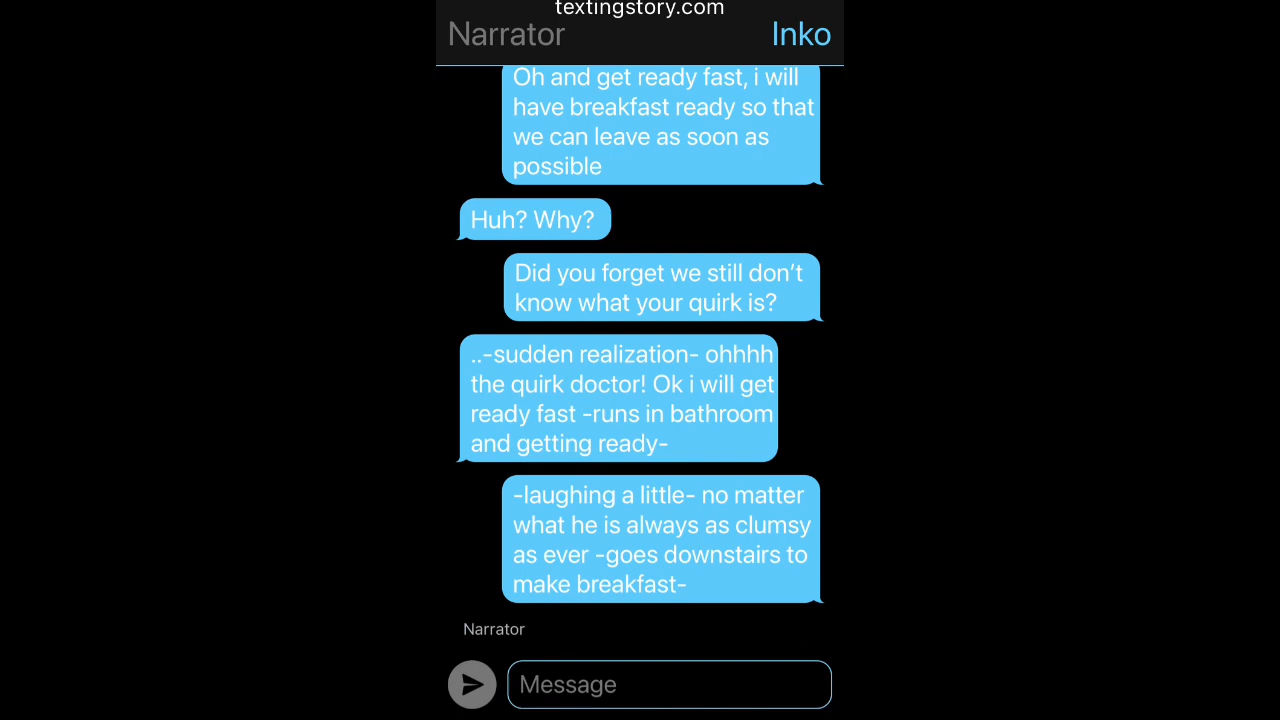 textingstory.com
Narrator
Inko
Oh and get ready fast, i will
have breakfast ready so that
we can leave as soon as
possible
Huh? Why?
Did you forget we still don’t
know what your quirk is?
..-sudden realization- ohhhh
the quirk doctor! Ok i will get
ready fast -runs in bathroom
and getting ready-
-laughing a little- no matter
what he is always as clumsy
as ever -goes downstairs to
make breakfast-
Narrator
Message